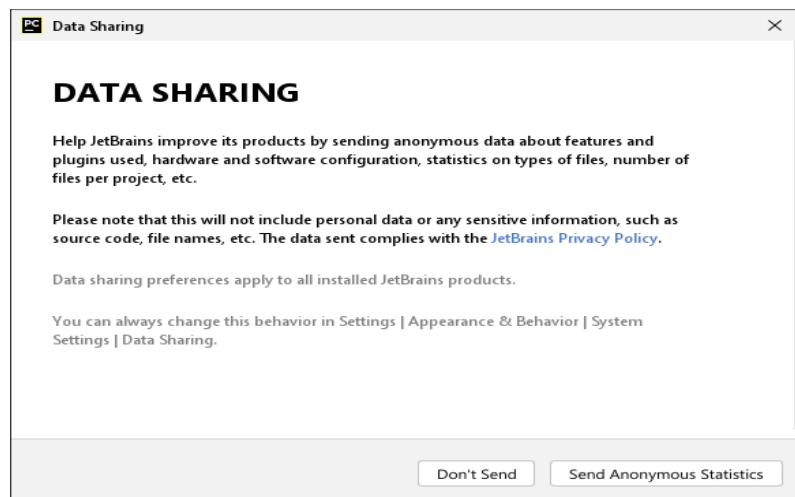 PC Data Sharing
DATA SHARING
Help JetBrains improve its products by sending anonymous data about features and
plugins used, hardware and software configuration, statistics on types of files, number of
files per project, etc.
Please note that this will not include personal data or any sensitive information, such as
source code, file names, etc. The data sent complies with the JetBrains Privacy Policy.
Data sharing preferences apply to all installed JetBrains products.
You can always change this behavior in Settings | Appearance & Behavior | System
Settings | Data Sharing.
Don't Send Send Anonymous Statistics